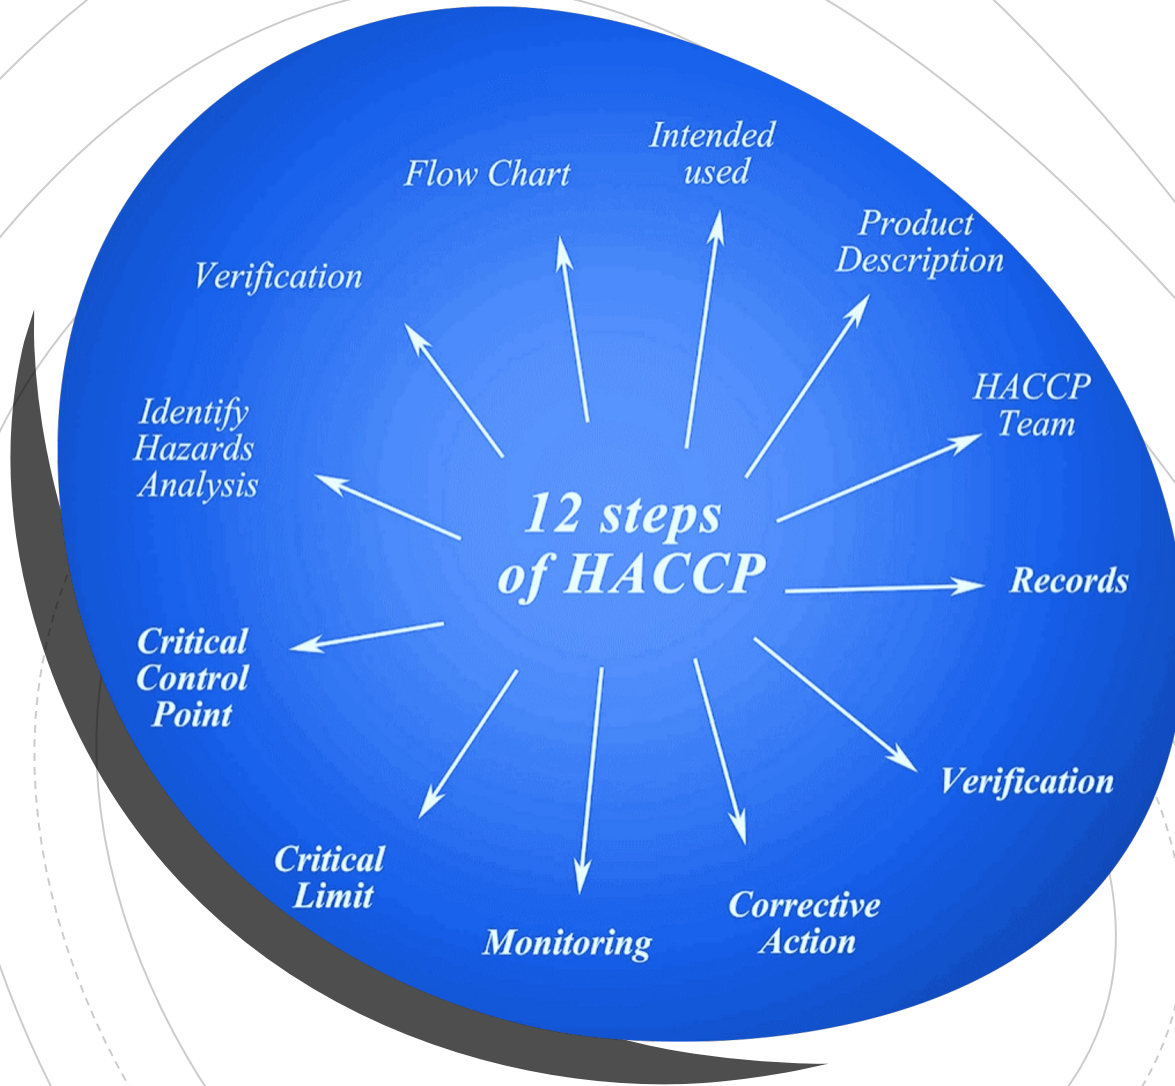 Intended
used
Flow Chart
Product
Description
Verification
HACCP
Team
Identify
Hazards
Analysis
12 steps
of HACCP
Records
Critical
Control
Point
Verification
Critical
Limit
Corrective
Action
Monitoring